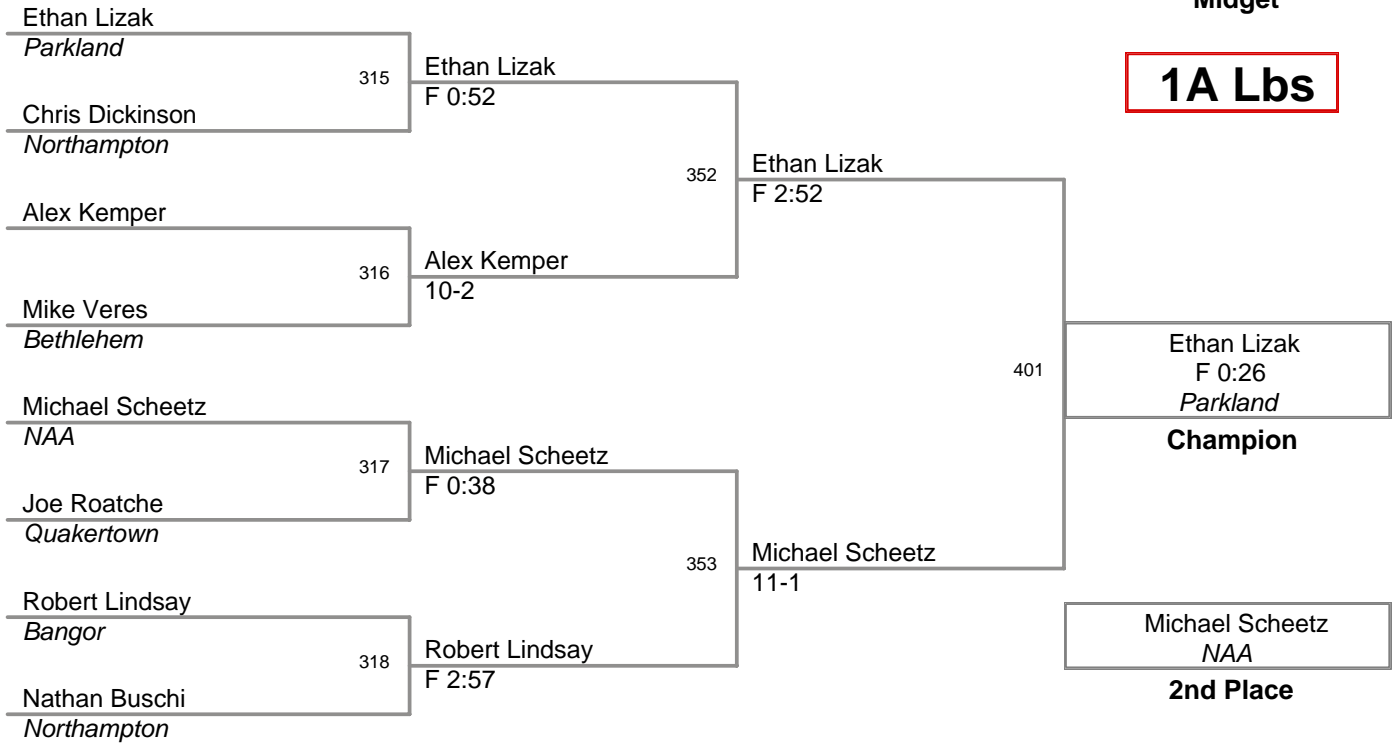 Midget
1A Lbs
Ethan Lizak
Parkland
315
Chris Dickinson
Northampton
Ethan Lizak
F 0:52
Alex Kemper
316
Mike Veres
Bethlehem
Alex Kemper
10-2
352
Ethan Lizak
F 2:52
Michael Scheetz
NAA
317
Joe Roatche
Quakertown
Michael Scheetz
F 0:38
Robert Lindsay
Bangor
318
Nathan Buschi
Northampton
Robert Lindsay
F 2:57
353
Michael Scheetz
11-1
401
Ethan Lizak
F 0:26
Parkland
Champion
Michael Scheetz
NAA
2nd Place